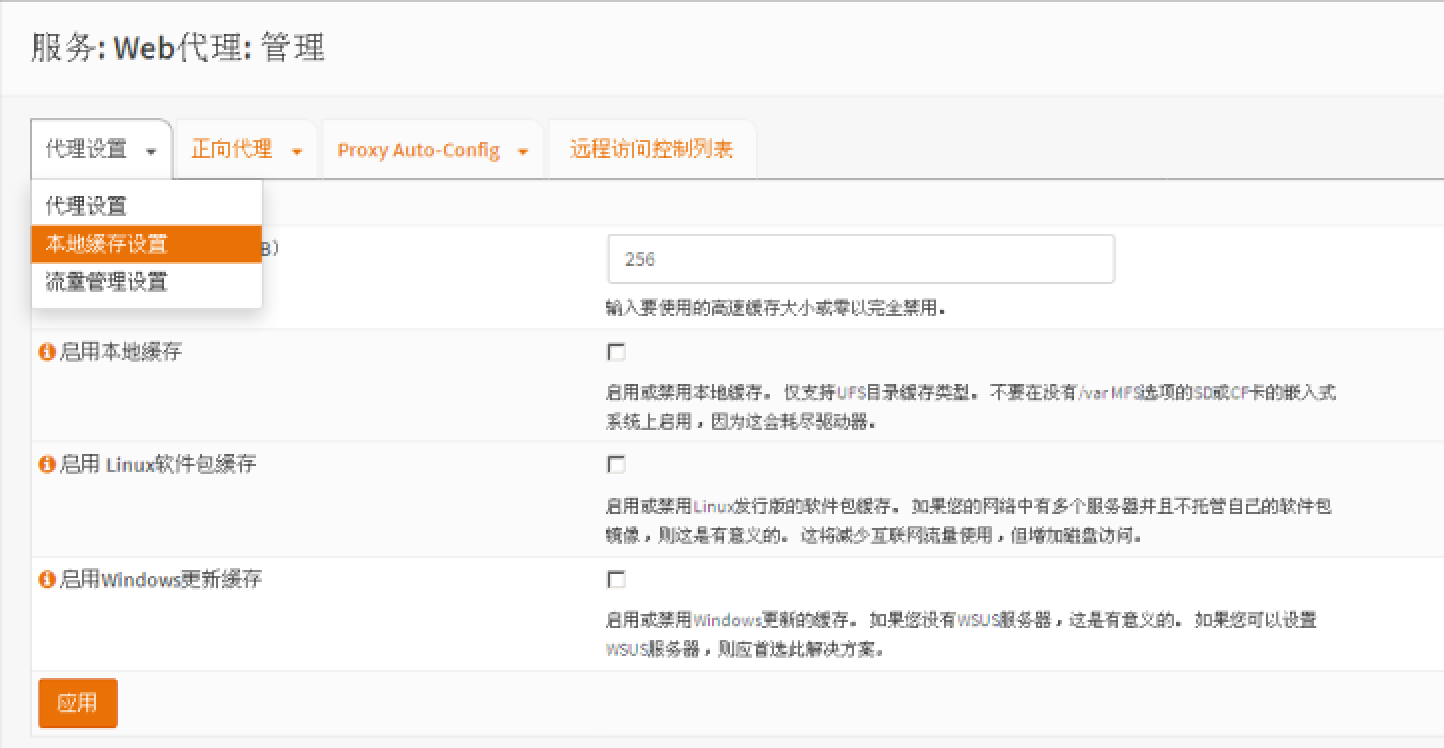 服务: Web代理: 管理
代理设置 正向代理 Proxy Auto-Config 远程访问控制列表
代理设置
本地缓存设置
B)
流量管理设置
256
输入要使用的高速缓存大小或零以完全禁用。
启用本地缓存
启用或禁用本地缓存。 仅支持UFS目录缓存类型。 不要在没有/var MFS选项的SD或CF卡的嵌入式
系统上启用，因为这会耗尽驱动器。
启用 Linux软件包缓存
启用或禁用Linux发行版的软件包缓存。 如果您的网络中有多个服务器并且不托管自己的软件包
镜像，则这是有意义的。 这将减少互联网流量使用，但增加磁盘访问。
启用Windows更新缓存
启用或禁用Windows更新的缓存。 如果您没有WSUS服务器，这是有意义的。 如果您可以设置
WSUS服务器，则应首选此解决方案。
应用